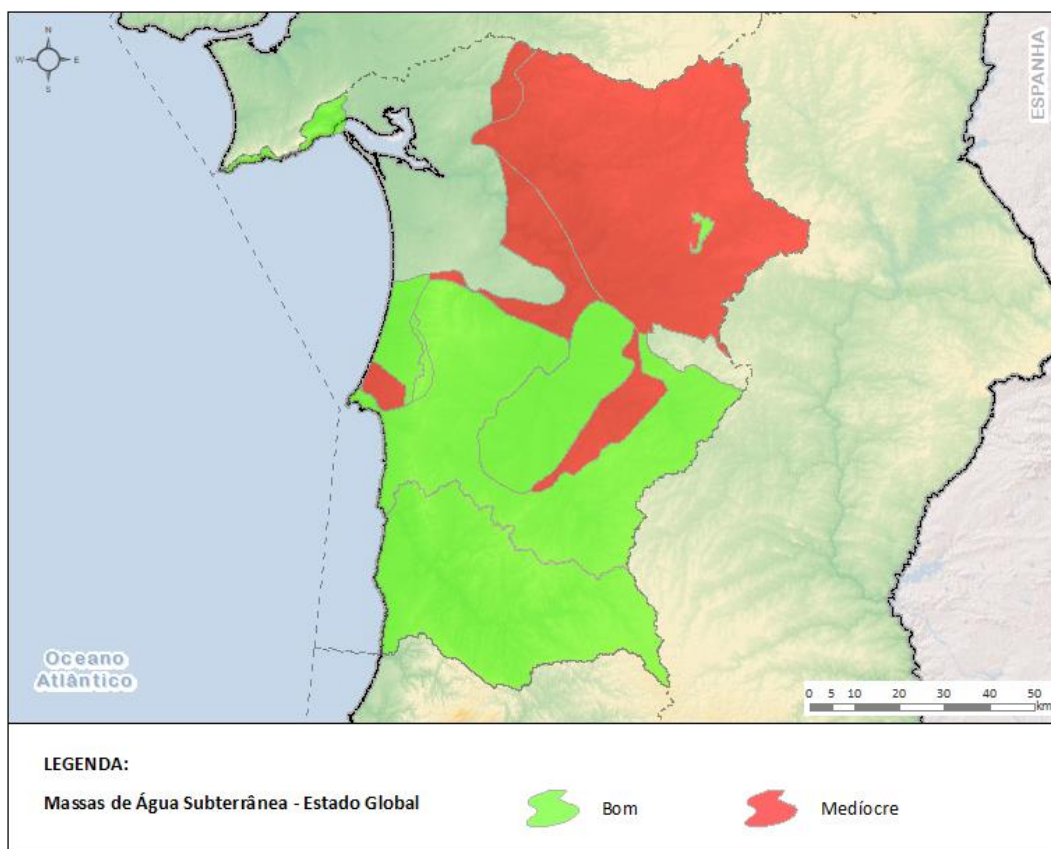 N
W E
S
ESPANHA
Oceano
Atlântico
0 5 10 20 30 40 50
km
LEGENDA:
Massas de Água Subterrânea - Estado Global
Bom
Medíocre